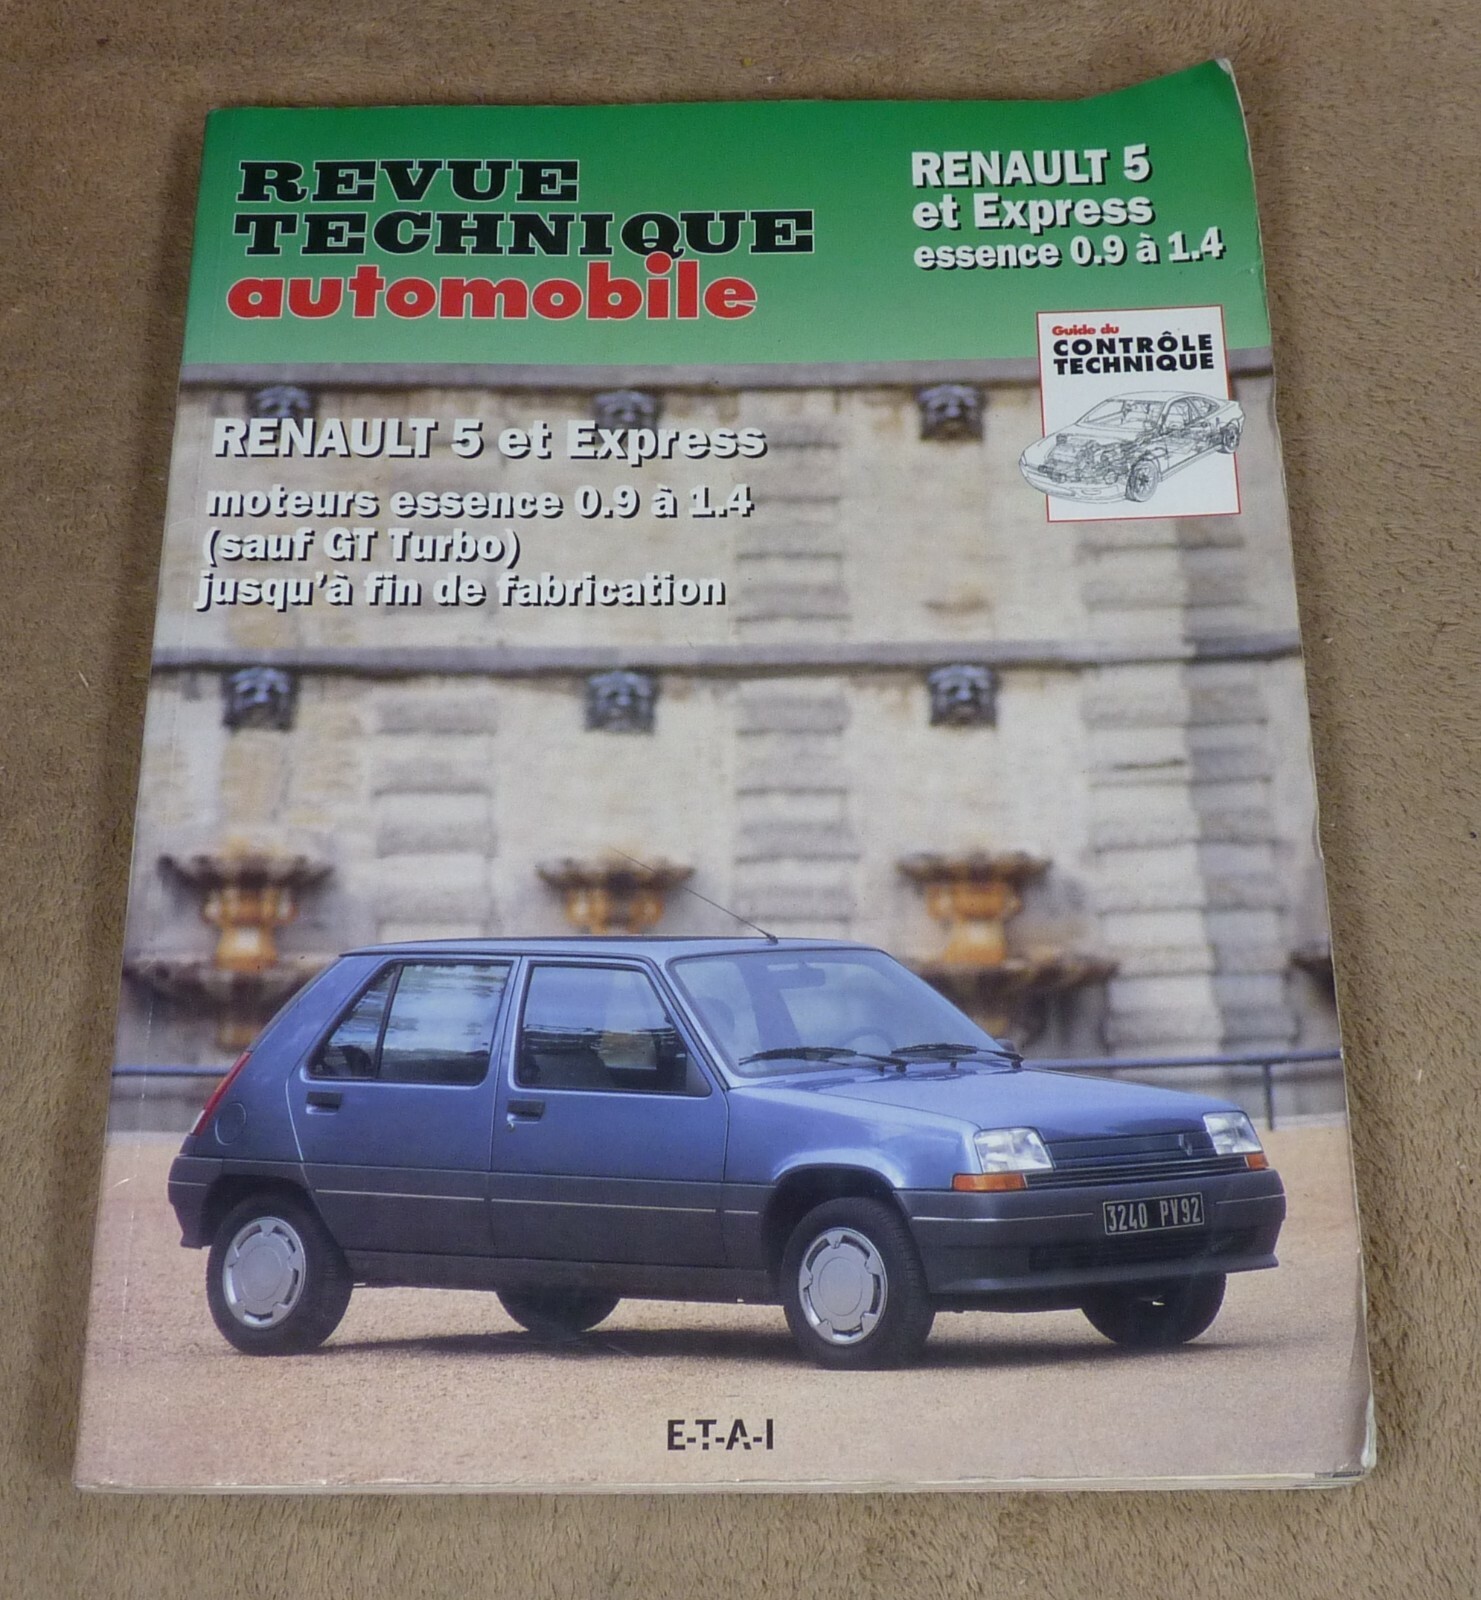 REVUE
TECHNIQUE
automobile
RENAULT 5
et Express
essence 0.9 à 1.4
Guide du
CONTRÔLE
TECHNIQUE
RENAULT 5 et Express
moteurs essence 0.9 à 1.4
(sauf GT Turbo)
jusqu'à fin de fabrication
3240 PV92
E-T-A-I